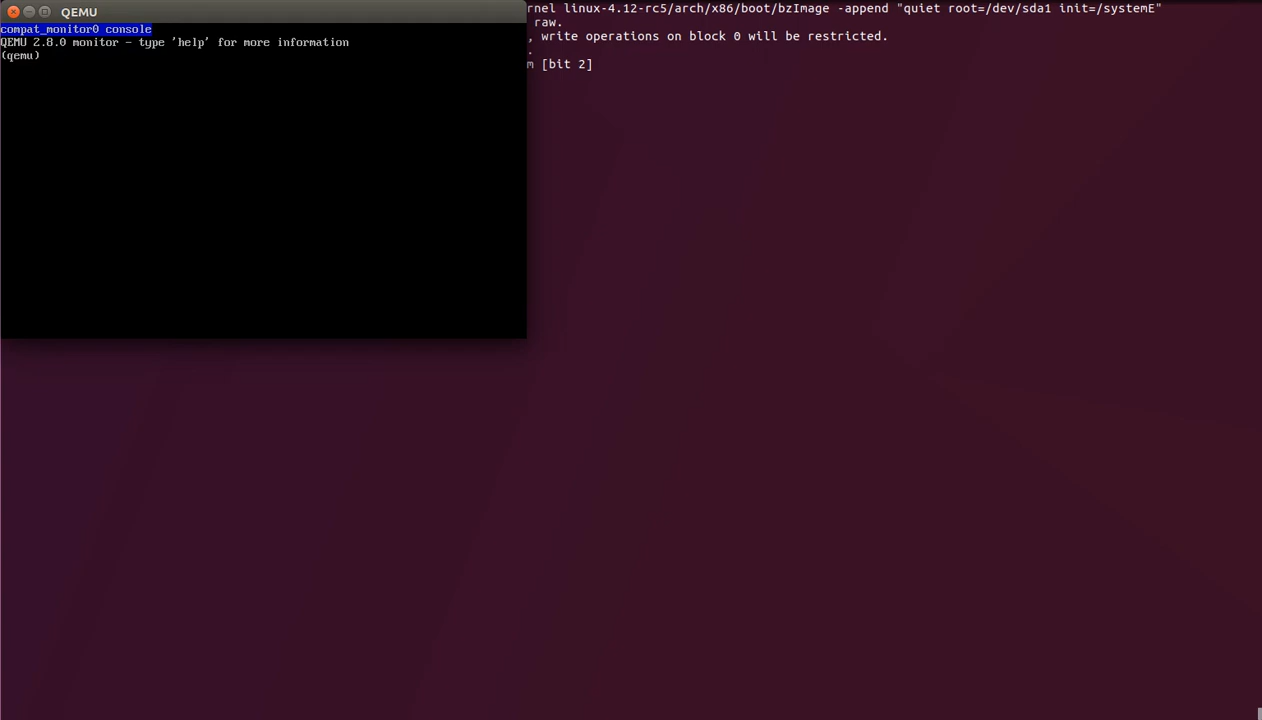 QEMU
compat_monitor0 console
QEMU 2.8.0 monitor - type 'help' for more information
(qemu)
rnel linux-4.12-rc5/arch/x86/boot/bzImage -append "quiet root=/dev/sda1 init=/systemE"
raw.
, write operations on block 0 will be restricted.
.
m [bit 2]